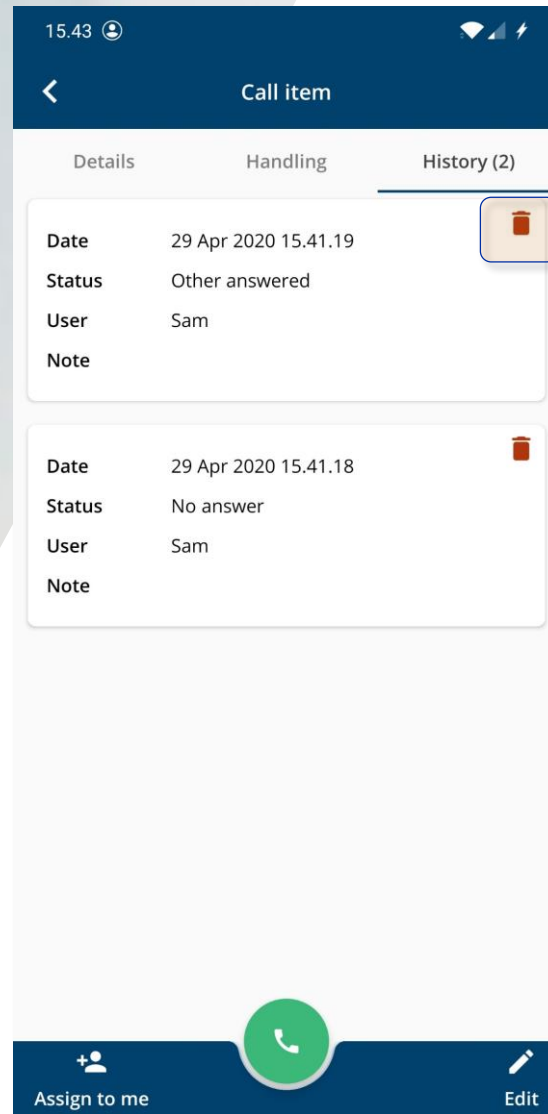 15.43
Call item
Details Handling History (2)
Date 29 Apr 2020 15.41.19
Status Other answered
User Sam
Note
Date 29 Apr 2020 15.41.18
Status No answer
User Sam
Note
Assign to me Edit